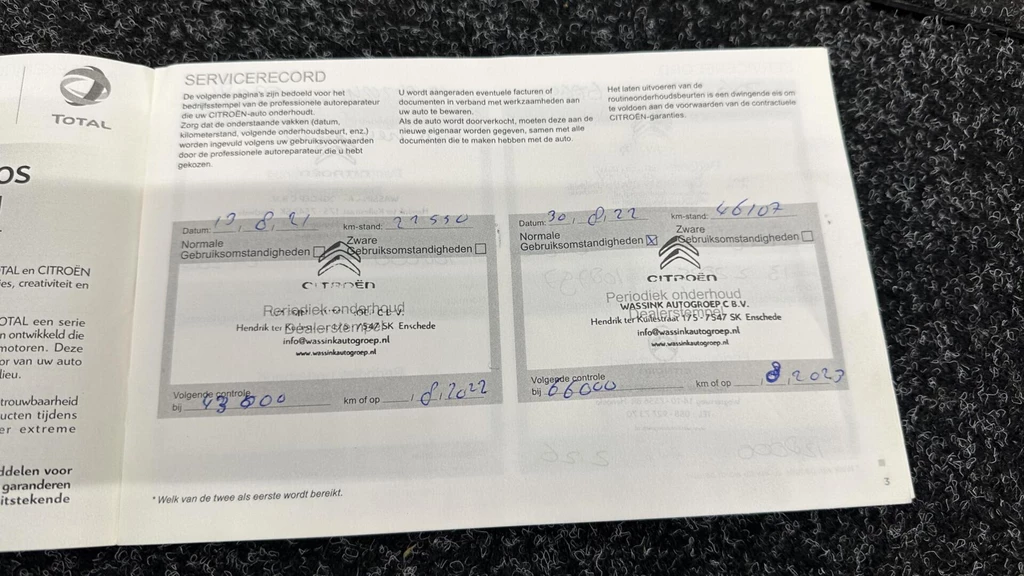 TOTAL
OS
TAL en CITROËN
es, creativiteit en
OTAL een serie
n ontwikkeld die
motoren. Deze
or van uw auto
lieu.
trouwbaarheid
ucten tijdens
er extreme
ddelen voor
garanderen
itstekende
SERVICERECORD
De volgende pagina's zijn bedoeld voor het
bedrijfsstempel van de professionele autoreparateur
die uw CITROËN-auto onderhoudt.
Zorg dat de onderstaande vakken (datum,
kilometerstand, volgende onderhoudsbeurt, enz.)
worden ingevuld volgens uw gebruiksvoorwaarden
door de professionele autoreparateur die u hebt
gekozen.
U wordt aangeraden eventuele facturen of
documenten in verband met werkzaamheden aan
uw auto te bewaren.
Als de auto wordt doorverkocht, moeten deze aan de
nieuwe eigenaar worden gegeven, samen met alle
documenten die te maken hebben met de auto.
Het laten uitvoeren van de
routineonderhoudsbeurten is een dwingende eis om
te voldoen aan de voorwaarden van de contractuele
CITROËN-garanties.
Datum: 13, 8, 21 km-stand: 22550
Normale
Gebruiksomstandigheden
Zware
Gebruiksomstandigheden
CITROËN
Periodiek onderhoud
Dealerstempel
Hendrik ter 7547 SK Enschede
info@wassinkautogroep.nl
www.wassinkautogroep.nl
Volgende controle
bij 43000 km of op 8, 2022
Datum: 30, 8, 22 km-stand: 46107
Normale
Gebruiksomstandigheden
Zware
Gebruiksomstandigheden
CITROËN
Periodiek onderhoud
WASSINK AUTOGROEP C B.V.
Dealerstempel
Hendrik ter Kuilestraat 175 - 7547 SK Enschede
info@wassinkautogroep.nl
www.wassinkautogroep.nl
Volgende controle
bij 66000 km of op 8, 2023
* Welk van de twee als eerste wordt bereikt.
3